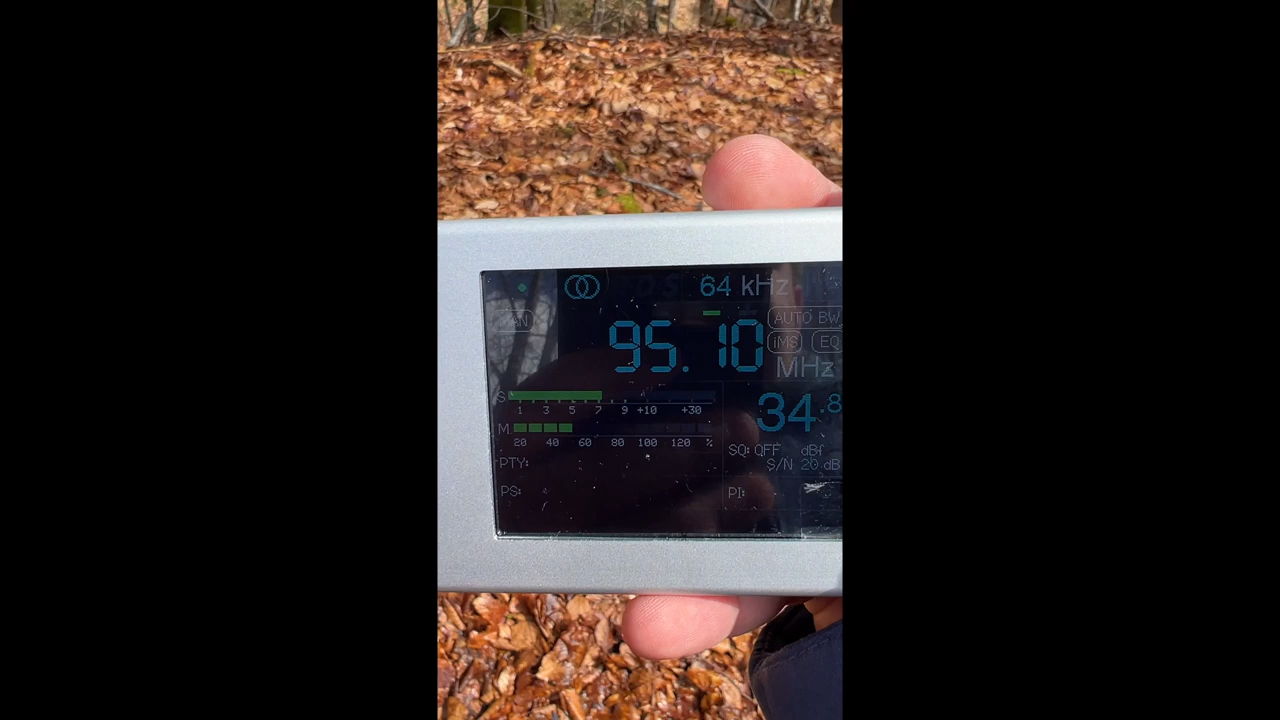 64 kHz
AUTO BW
95.10
iMS EQ
MHz
S
1 3 5 7 9 +10 +30
34.8
M
20 40 60 80 100 120 %
SQ: OFF dBf
S/N 20 dB
PTY:
PS:
PI: